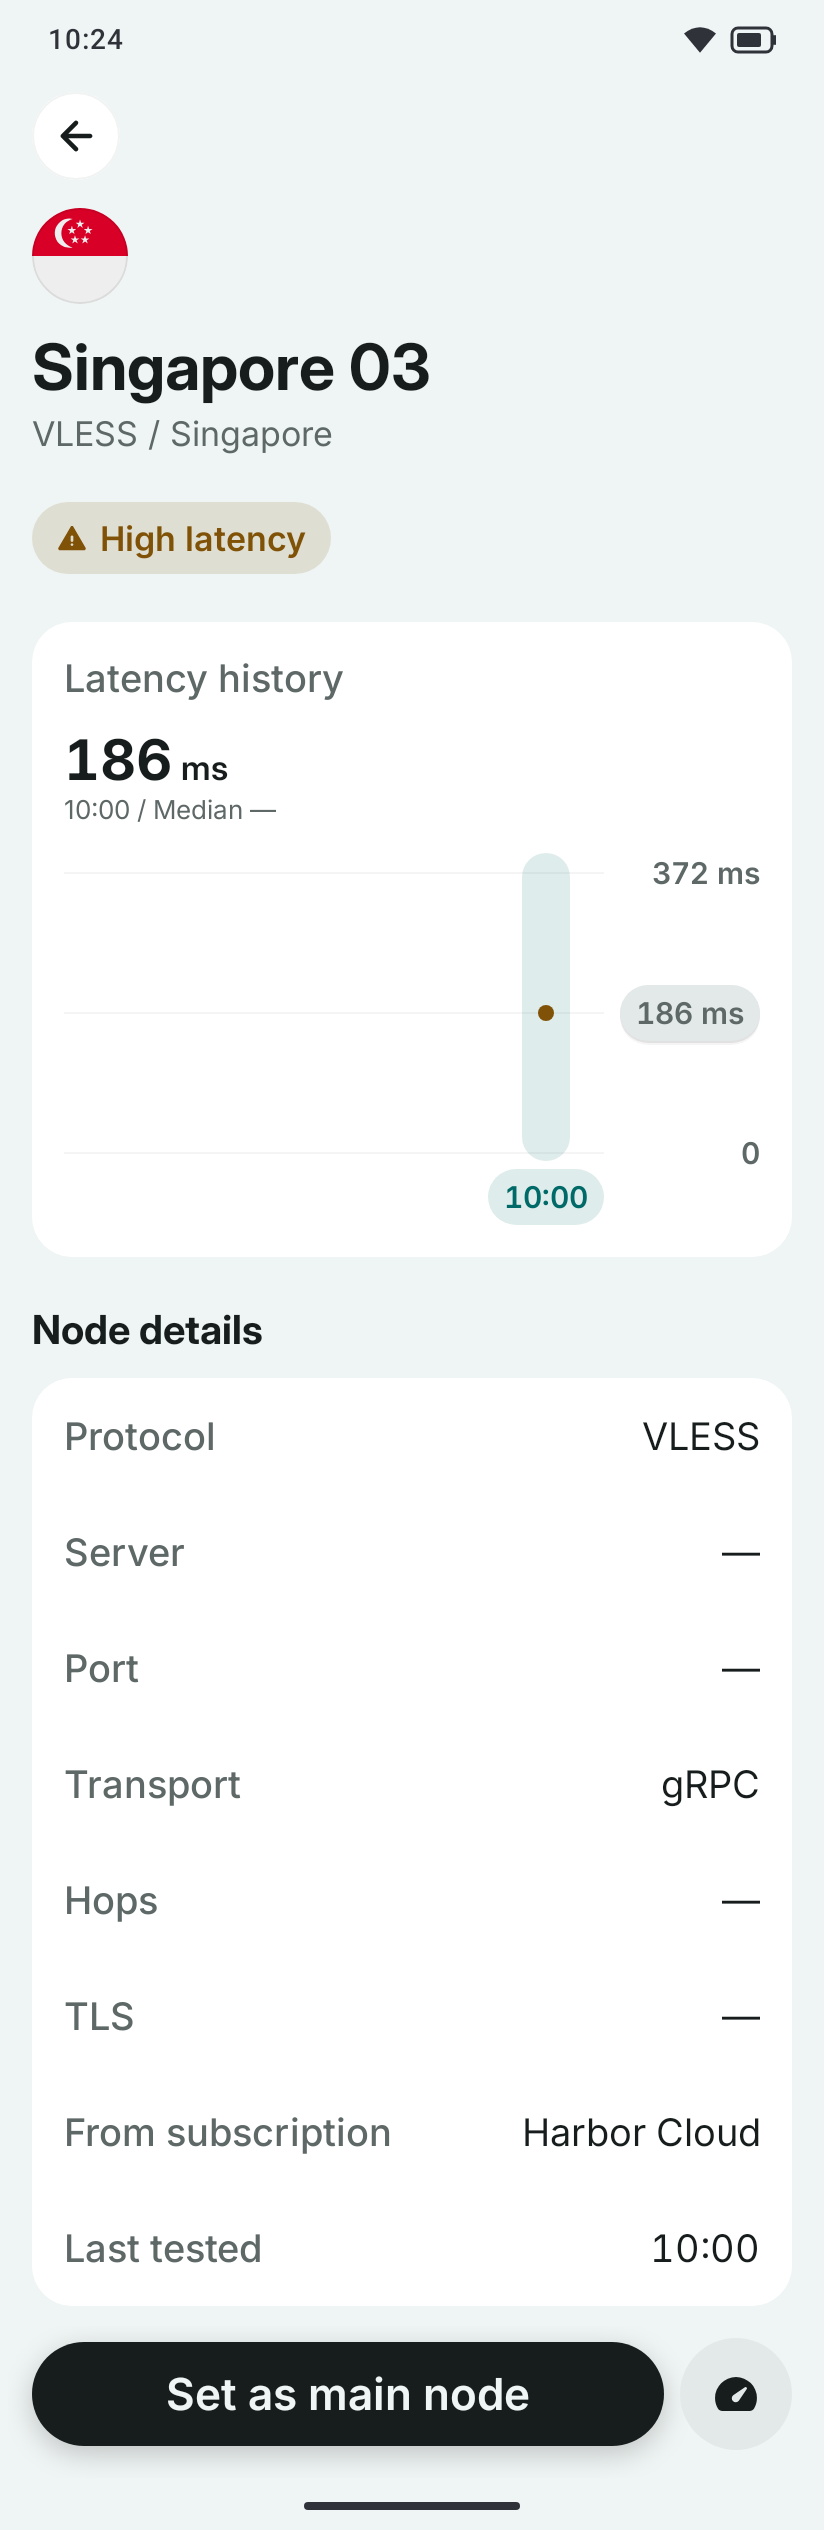 10:24
Singapore 03
VLESS / Singapore
High latency
Latency history
186 ms
10:00 / Median —
372 ms
186 ms
0
10:00
Node details
Protocol VLESS
Server —
Port —
Transport gRPC
Hops —
TLS —
From subscription Harbor Cloud
Last tested 10:00
Set as main node